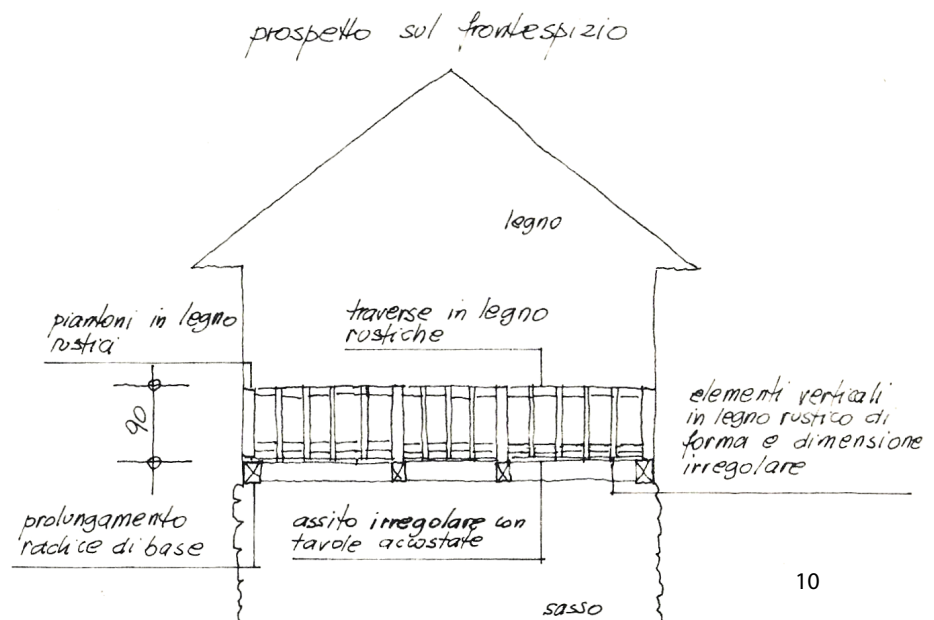 prospetto sul frontespizio
legno
piantoni in legno
rustici
traverse in legno
rustiche
90
elementi verticali
in legno rustico di
forma e dimensione
irregolare
prolungamento
radice di base
assito irregolare con
tavole accostate
10
sasso